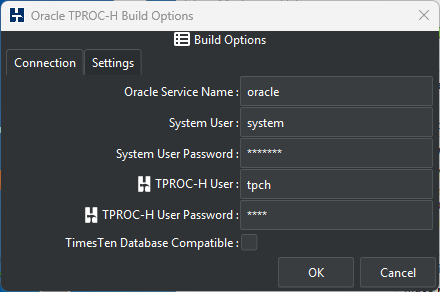 Oracle TPROC-H Build Options
Build Options
Connection Settings
Oracle Service Name : oracle
System User : system
System User Password : *******
TPROC-H User : tpch
TPROC-H User Password : ****
TimesTen Database Compatible :
OK Cancel